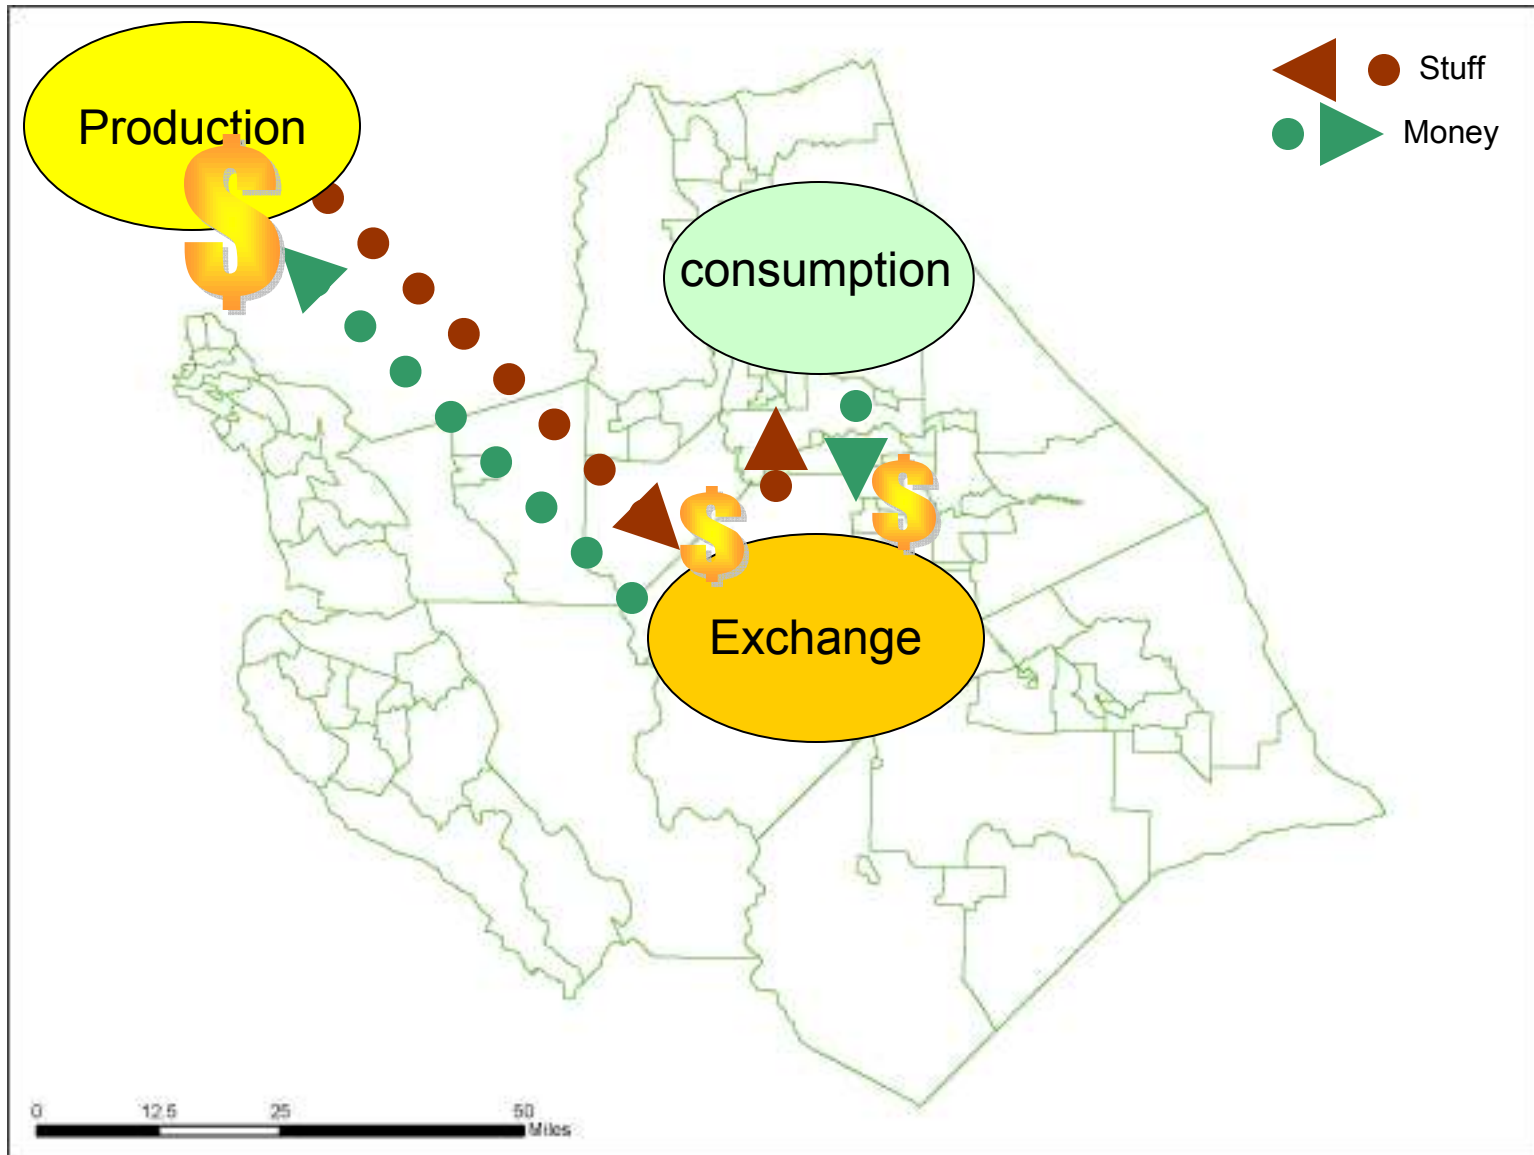 Production
Stuff
Money
consumption
$
$
$
Exchange
0 12.5 25 50
Miles